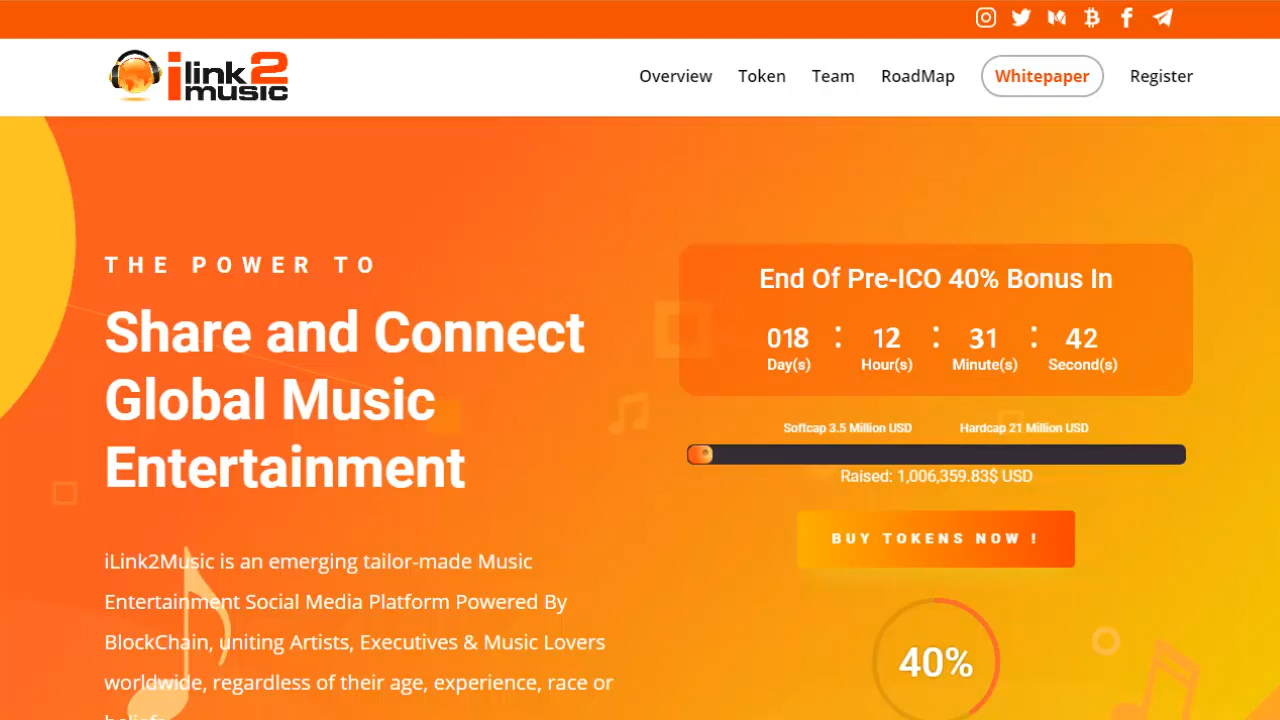 ilink2music
Overview Token Team RoadMap Whitepaper Register
THE POWER TO
Share and Connect
Global Music
Entertainment
iLink2Music is an emerging tailor-made Music
Entertainment Social Media Platform Powered By
BlockChain, uniting Artists, Executives & Music Lovers
worldwide, regardless of their age, experience, race or
End Of Pre-ICO 40% Bonus In
018 : 12 : 31 : 42
Day(s) Hour(s) Minute(s) Second(s)
Softcap 3.5 Million USD Hardcap 21 Million USD
Raised: 1,006,359.83$ USD
BUY TOKENS NOW !
40%